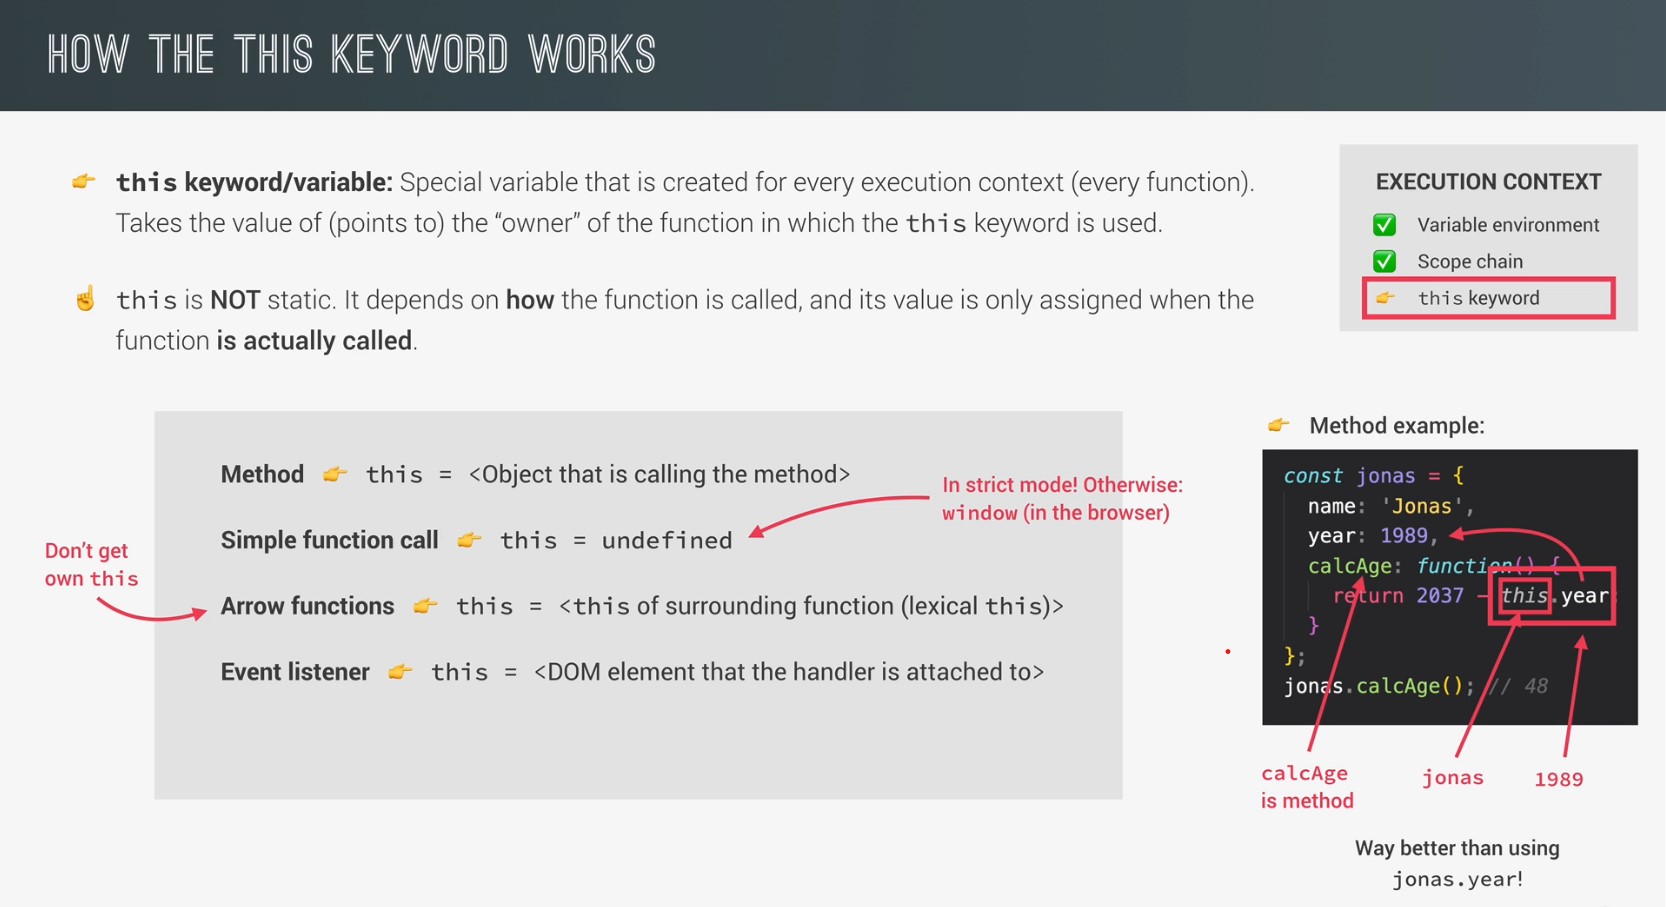 HOW THE THIS KEYWORD WORKS
👉 this keyword/variable: Special variable that is created for every execution context (every function).
Takes the value of (points to) the “owner” of the function in which the this keyword is used.
☝️ this is NOT static. It depends on how the function is called, and its value is only assigned when the
function is actually called.
EXECUTION CONTEXT
✅ Variable environment
✅ Scope chain
👉 this keyword
Method 👉 this = <Object that is calling the method>
Simple function call 👉 this = undefined
In strict mode! Otherwise:
window (in the browser)
Don’t get
own this
Arrow functions 👉 this = <this of surrounding function (lexical this)>
Event listener 👉 this = <DOM element that the handler is attached to>
👉 Method example:
const jonas = {
name: 'Jonas',
year: 1989,
calcAge: function() {
return 2037 - this.year;
}
};
jonas.calcAge(); // 48
calcAge
is method
jonas
1989
Way better than using
jonas.year!